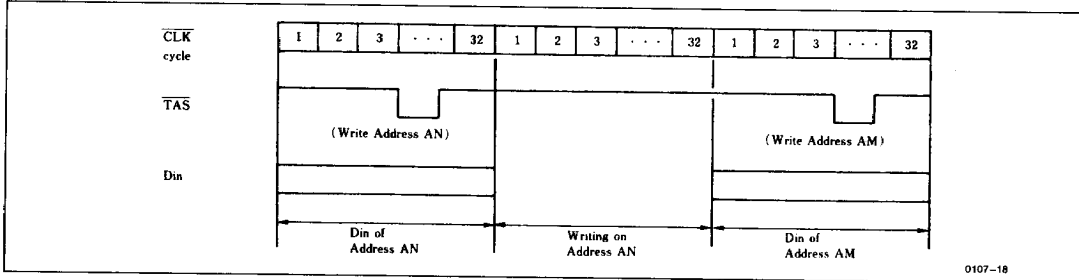 CLK 1 2 3 · · · 32 1 2 3 · · · 32 1 2 3 · · · 32
cycle
TAS
(Write Address AN) (Write Address AM)
Din
Din of Writing on Din of
Address AN Address AN Address AM
0107–18